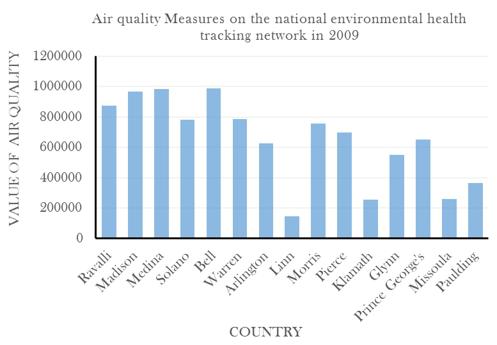 Air quality Measures on the national environmental health
tracking network in 2009
VALUE OF AIR QUALITY
1200000
1000000
800000
600000
400000
200000
0
Ravalli
Madison
Medina
Solano
Bell
Warren
Arlington
Linn
Morris
Pierce
Klamath
Glynn
Prince George's
Missoula
Paulding
COUNTRY